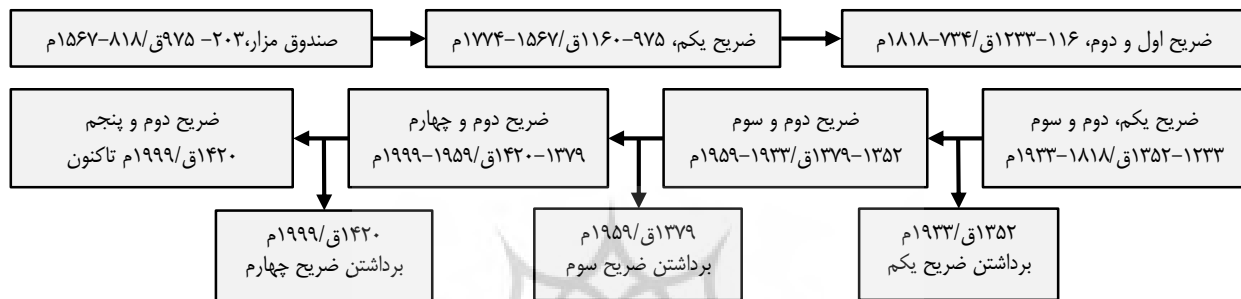 صندوق مزار،۲۰۳- ۹۷۵ق/۸۱۸-۱۵۶۷م
ضریح یکم، ۹۷۵-۱۱۶۰ق/۱۵۶۷-۱۷۷۴م
ضریح اول و دوم، ۱۱۶-۱۲۳۳ق/۷۳۴-۱۸۱۸م
ضریح یکم، دوم و سوم
۱۲۳۳-۱۳۵۲ق/۱۸۱۸-۱۹۳۳م
ضریح دوم و سوم
۱۳۵۲-۱۳۷۹ق/۱۹۳۳-۱۹۵۹م
ضریح دوم و چهارم
۱۳۷۹-۱۴۲۰ق/۱۹۵۹-۱۹۹۹م
ضریح دوم و پنجم
۱۴۲۰ق/۱۹۹۹م تاکنون
۱۳۵۲ق/۱۹۳۳م
برداشتن ضریح یکم
۱۳۷۹ق/۱۹۵۹م
برداشتن ضریح سوم
۱۴۲۰ق/۱۹۹۹م
برداشتن ضریح چهارم